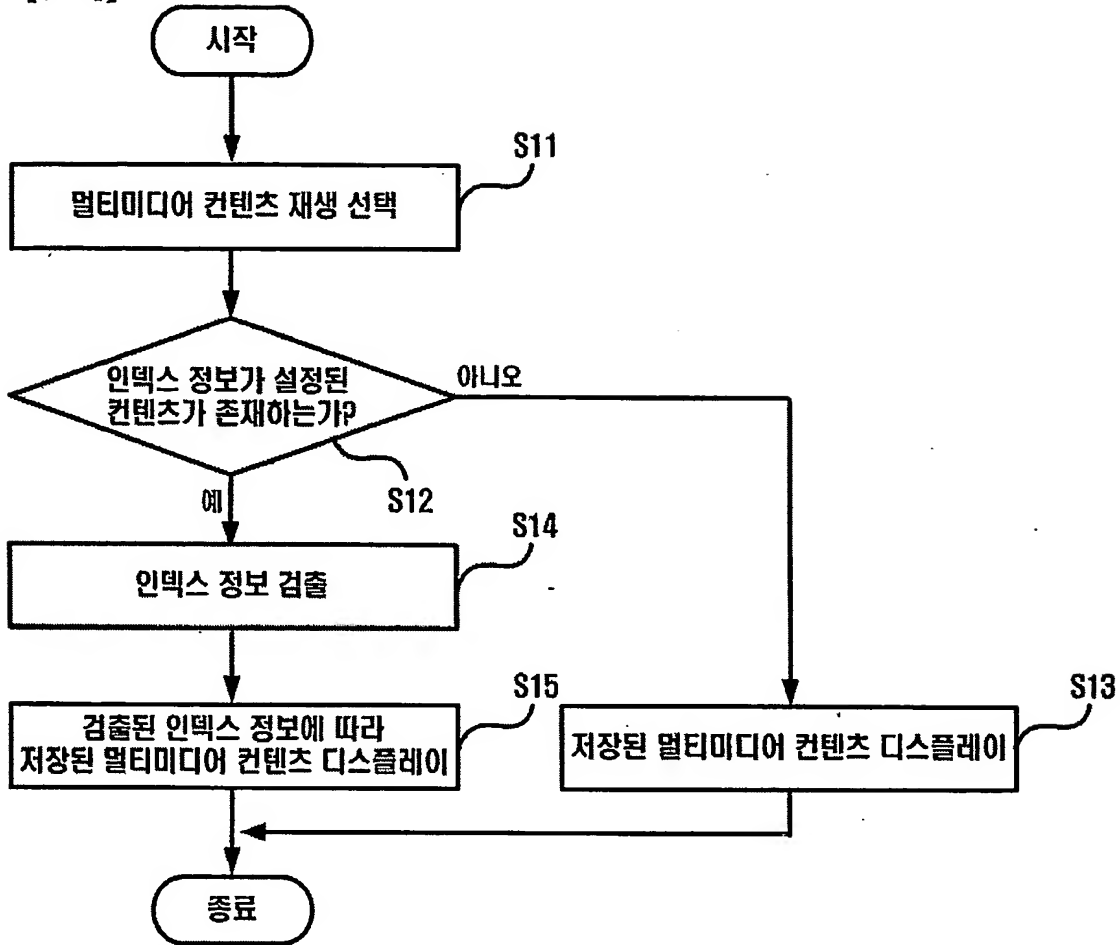 시작
S11
멀티미디어 컨텐츠 재생 선택
인덱스 정보가 설정된
컨텐츠가 존재하는가?
아니오
S12
예
S14
인덱스 정보 검출
S15
검출된 인덱스 정보에 따라
저장된 멀티미디어 컨텐츠 디스플레이
S13
저장된 멀티미디어 컨텐츠 디스플레이
종료